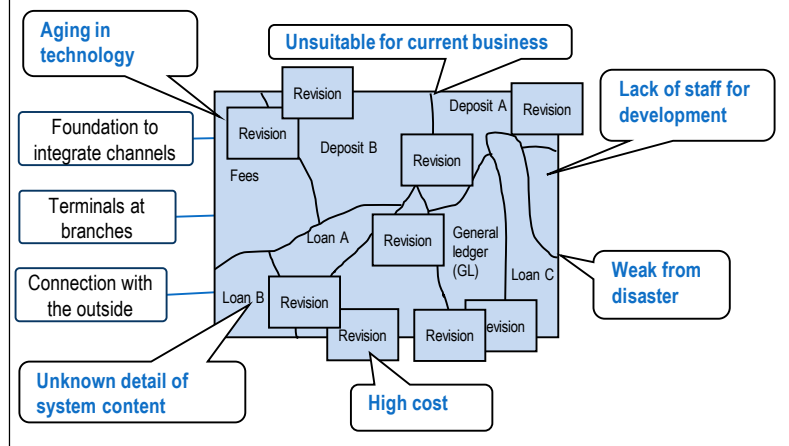 Aging in
technology
Unsuitable for current business
Lack of staff for
development
Revision
Deposit A
Revision
Revision
Deposit B
Revision
Foundation to
integrate channels
Fees
Terminals at
branches
Loan A
Revision
General
ledger
(GL)
Loan C
Weak from
disaster
Connection with
the outside
Loan B
Revision
Revision
Revision
evision
Unknown detail of
system content
High cost